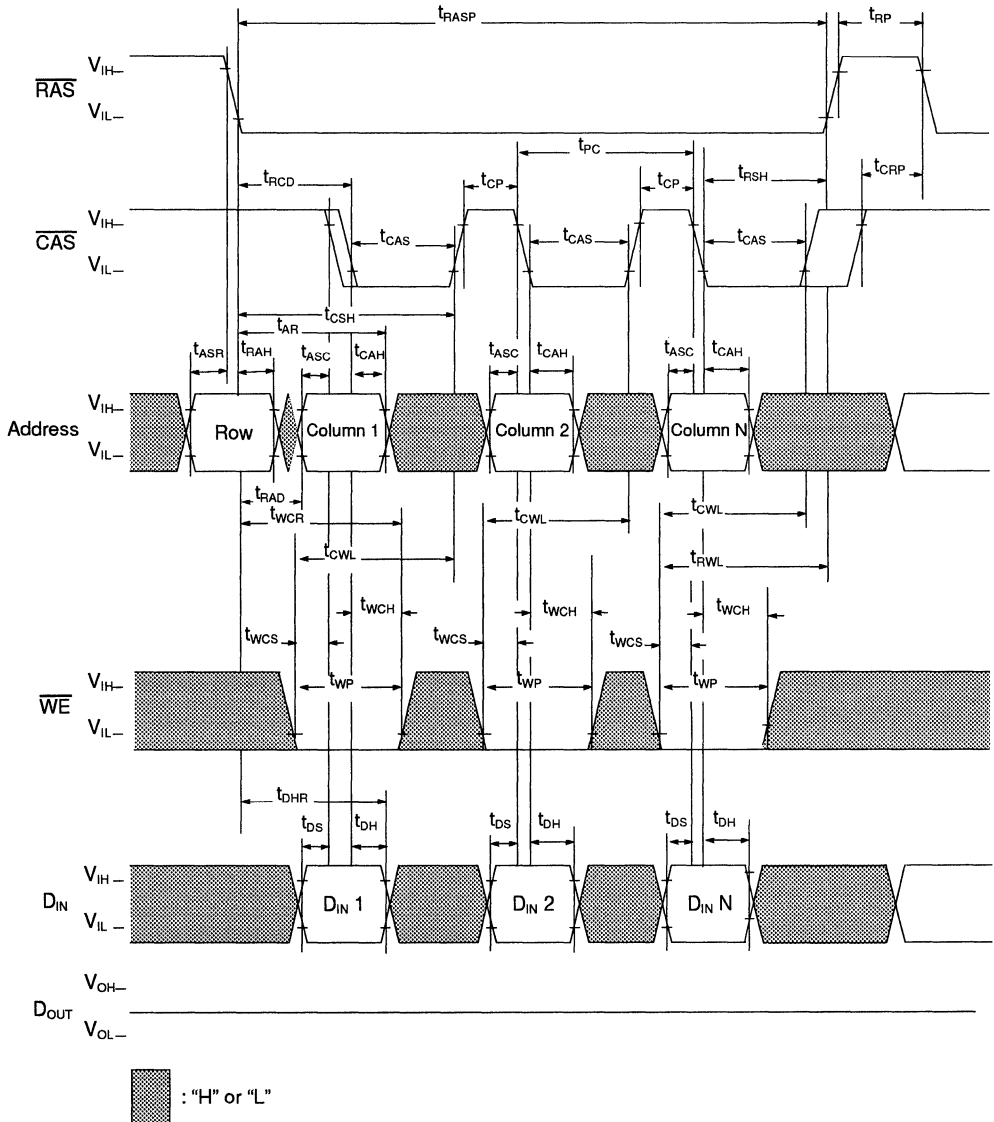 tRASP
tRP
RAS
VIH
VIL
tPC
tRCD
tCP
tCP
tRSH
tCRP
CAS
VIH
VIL
tCAS
tCAS
tCAS
tCSH
tAR
tASR
tRAH
tASC
tCAH
tASC
tCAH
tASC
tCAH
Address
VIH
VIL
Row
Column 1
Column 2
Column N
tRAD
tWCR
tCWL
tCWL
tCWL
tRWL
tWCH
tWCH
tWCH
tWCS
tWCS
tWCS
WE
VIH
VIL
tWP
tWP
tWP
tDHR
tDS
tDH
tDS
tDH
tDS
tDH
DIN
VIH
VIL
DIN 1
DIN 2
DIN N
DOUT
VOH
VOL
: "H" or "L"